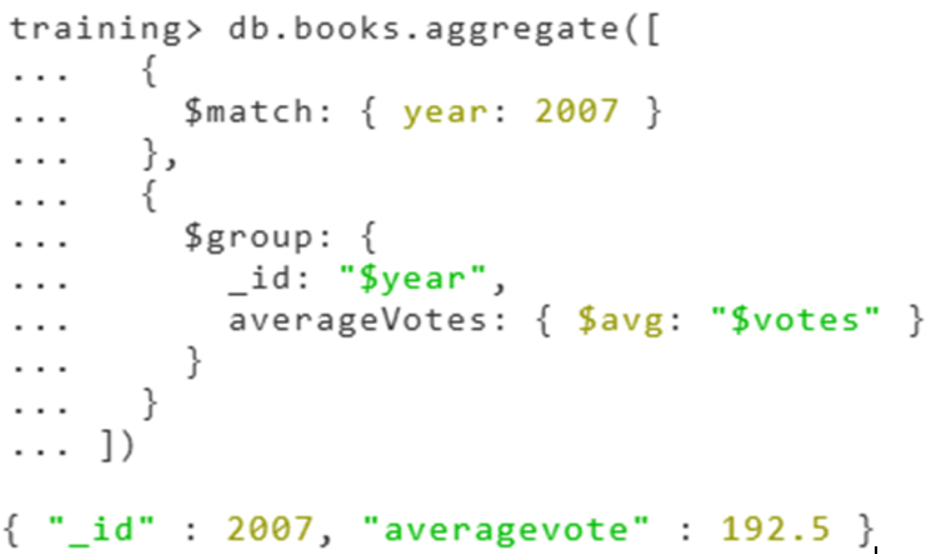 training> db.books.aggregate([
...   {
...     $match: { year: 2007 }
...   },
...   {
...     $group: {
...       _id: "$year",
...       averageVotes: { $avg: "$votes" }
...     }
...   }
... ])
{ "_id" : 2007, "averagevote" : 192.5 }